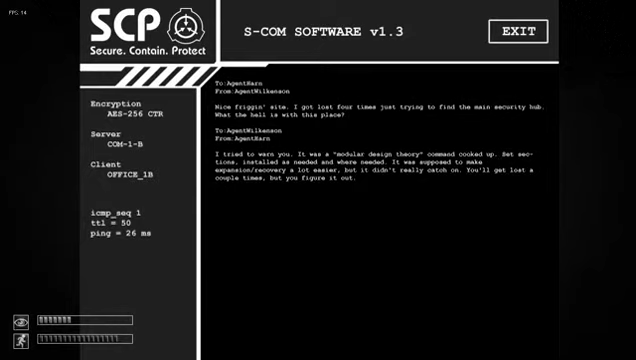 FPS: 14
SCP
Secure. Contain. Protect
S-COM SOFTWARE v1.3
EXIT
Encryption
AES-256 CTR
Server
COM-1-B
Client
OFFICE_1B
icmp_seq 1
ttl = 50
ping = 26 ms
To:AgentHarn
From:AgentWilkenson
Nice friggin' site. I got lost four times just trying to find the main security hub.
What the hell is with this place?
To:AgentWilkenson
From:AgentHarn
I tried to warn you. It was a "modular design theory" command cooked up. Set sec-
tions, installed as needed and where needed. It was supposed to make
expansion/recovery a lot easier, but it didn't really catch on. You'll get lost a
couple times, but you figure it out.